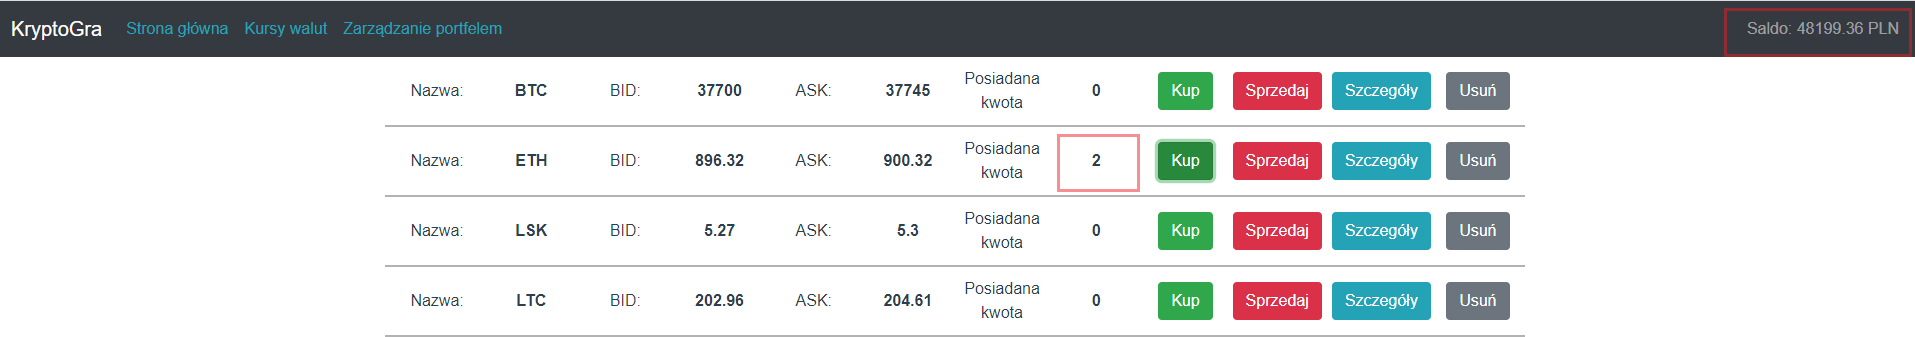 KryptoGra Strona główna Kursy walut Zarządzanie portfelem Saldo: 48199.36 PLN
Nazwa: BTC BID: 37700 ASK: 37745 Posiadana kwota 0 Kup Sprzedaj Szczegóły Usuń
Nazwa: ETH BID: 896.32 ASK: 900.32 Posiadana kwota 2 Kup Sprzedaj Szczegóły Usuń
Nazwa: LSK BID: 5.27 ASK: 5.3 Posiadana kwota 0 Kup Sprzedaj Szczegóły Usuń
Nazwa: LTC BID: 202.96 ASK: 204.61 Posiadana kwota 0 Kup Sprzedaj Szczegóły Usuń